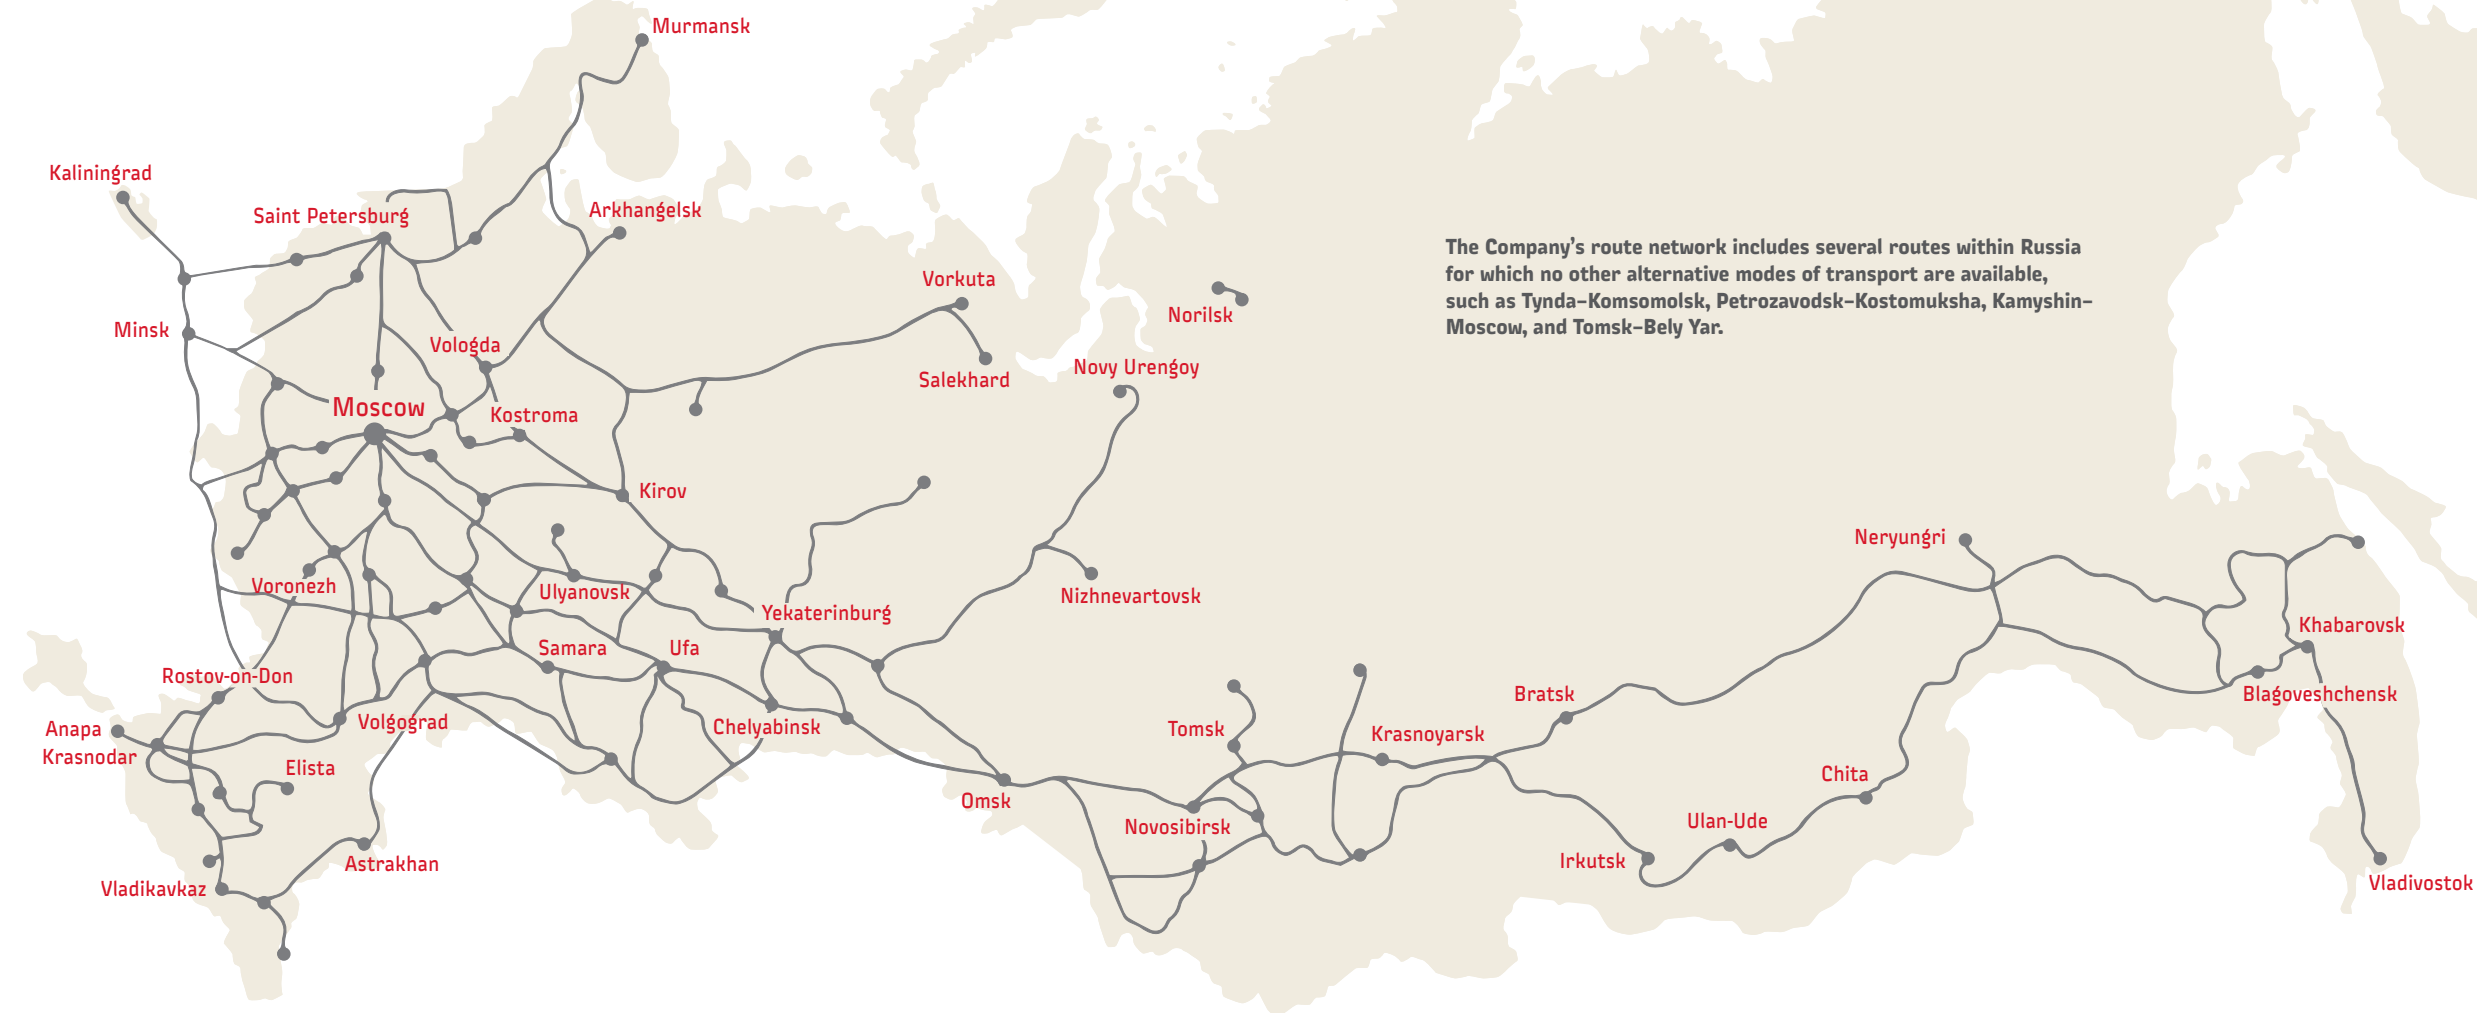 Murmansk
Kaliningrad
Saint Petersburg
Arkhangelsk
The Company's route network includes several routes within Russia
for which no other alternative modes of transport are available,
such as Tynda–Komsomolsk, Petrozavodsk–Kostomuksha, Kamyshin–
Moscow, and Tomsk–Bely Yar.
Vorkuta
Norilsk
Minsk
Vologda
Salekhard
Novy Urengoy
Moscow
Kostroma
Kirov
Neryungri
Voronezh
Ulyanovsk
Nizhnevartovsk
Yekaterinburg
Khabarovsk
Samara
Ufa
Rostov-on-Don
Bratsk
Blagoveshchensk
Anapa
Volgograd
Chelyabinsk
Tomsk
Krasnoyarsk
Krasnodar
Elista
Chita
Omsk
Novosibirsk
Ulan-Ude
Astrakhan
Irkutsk
Vladikavkaz
Vladivostok